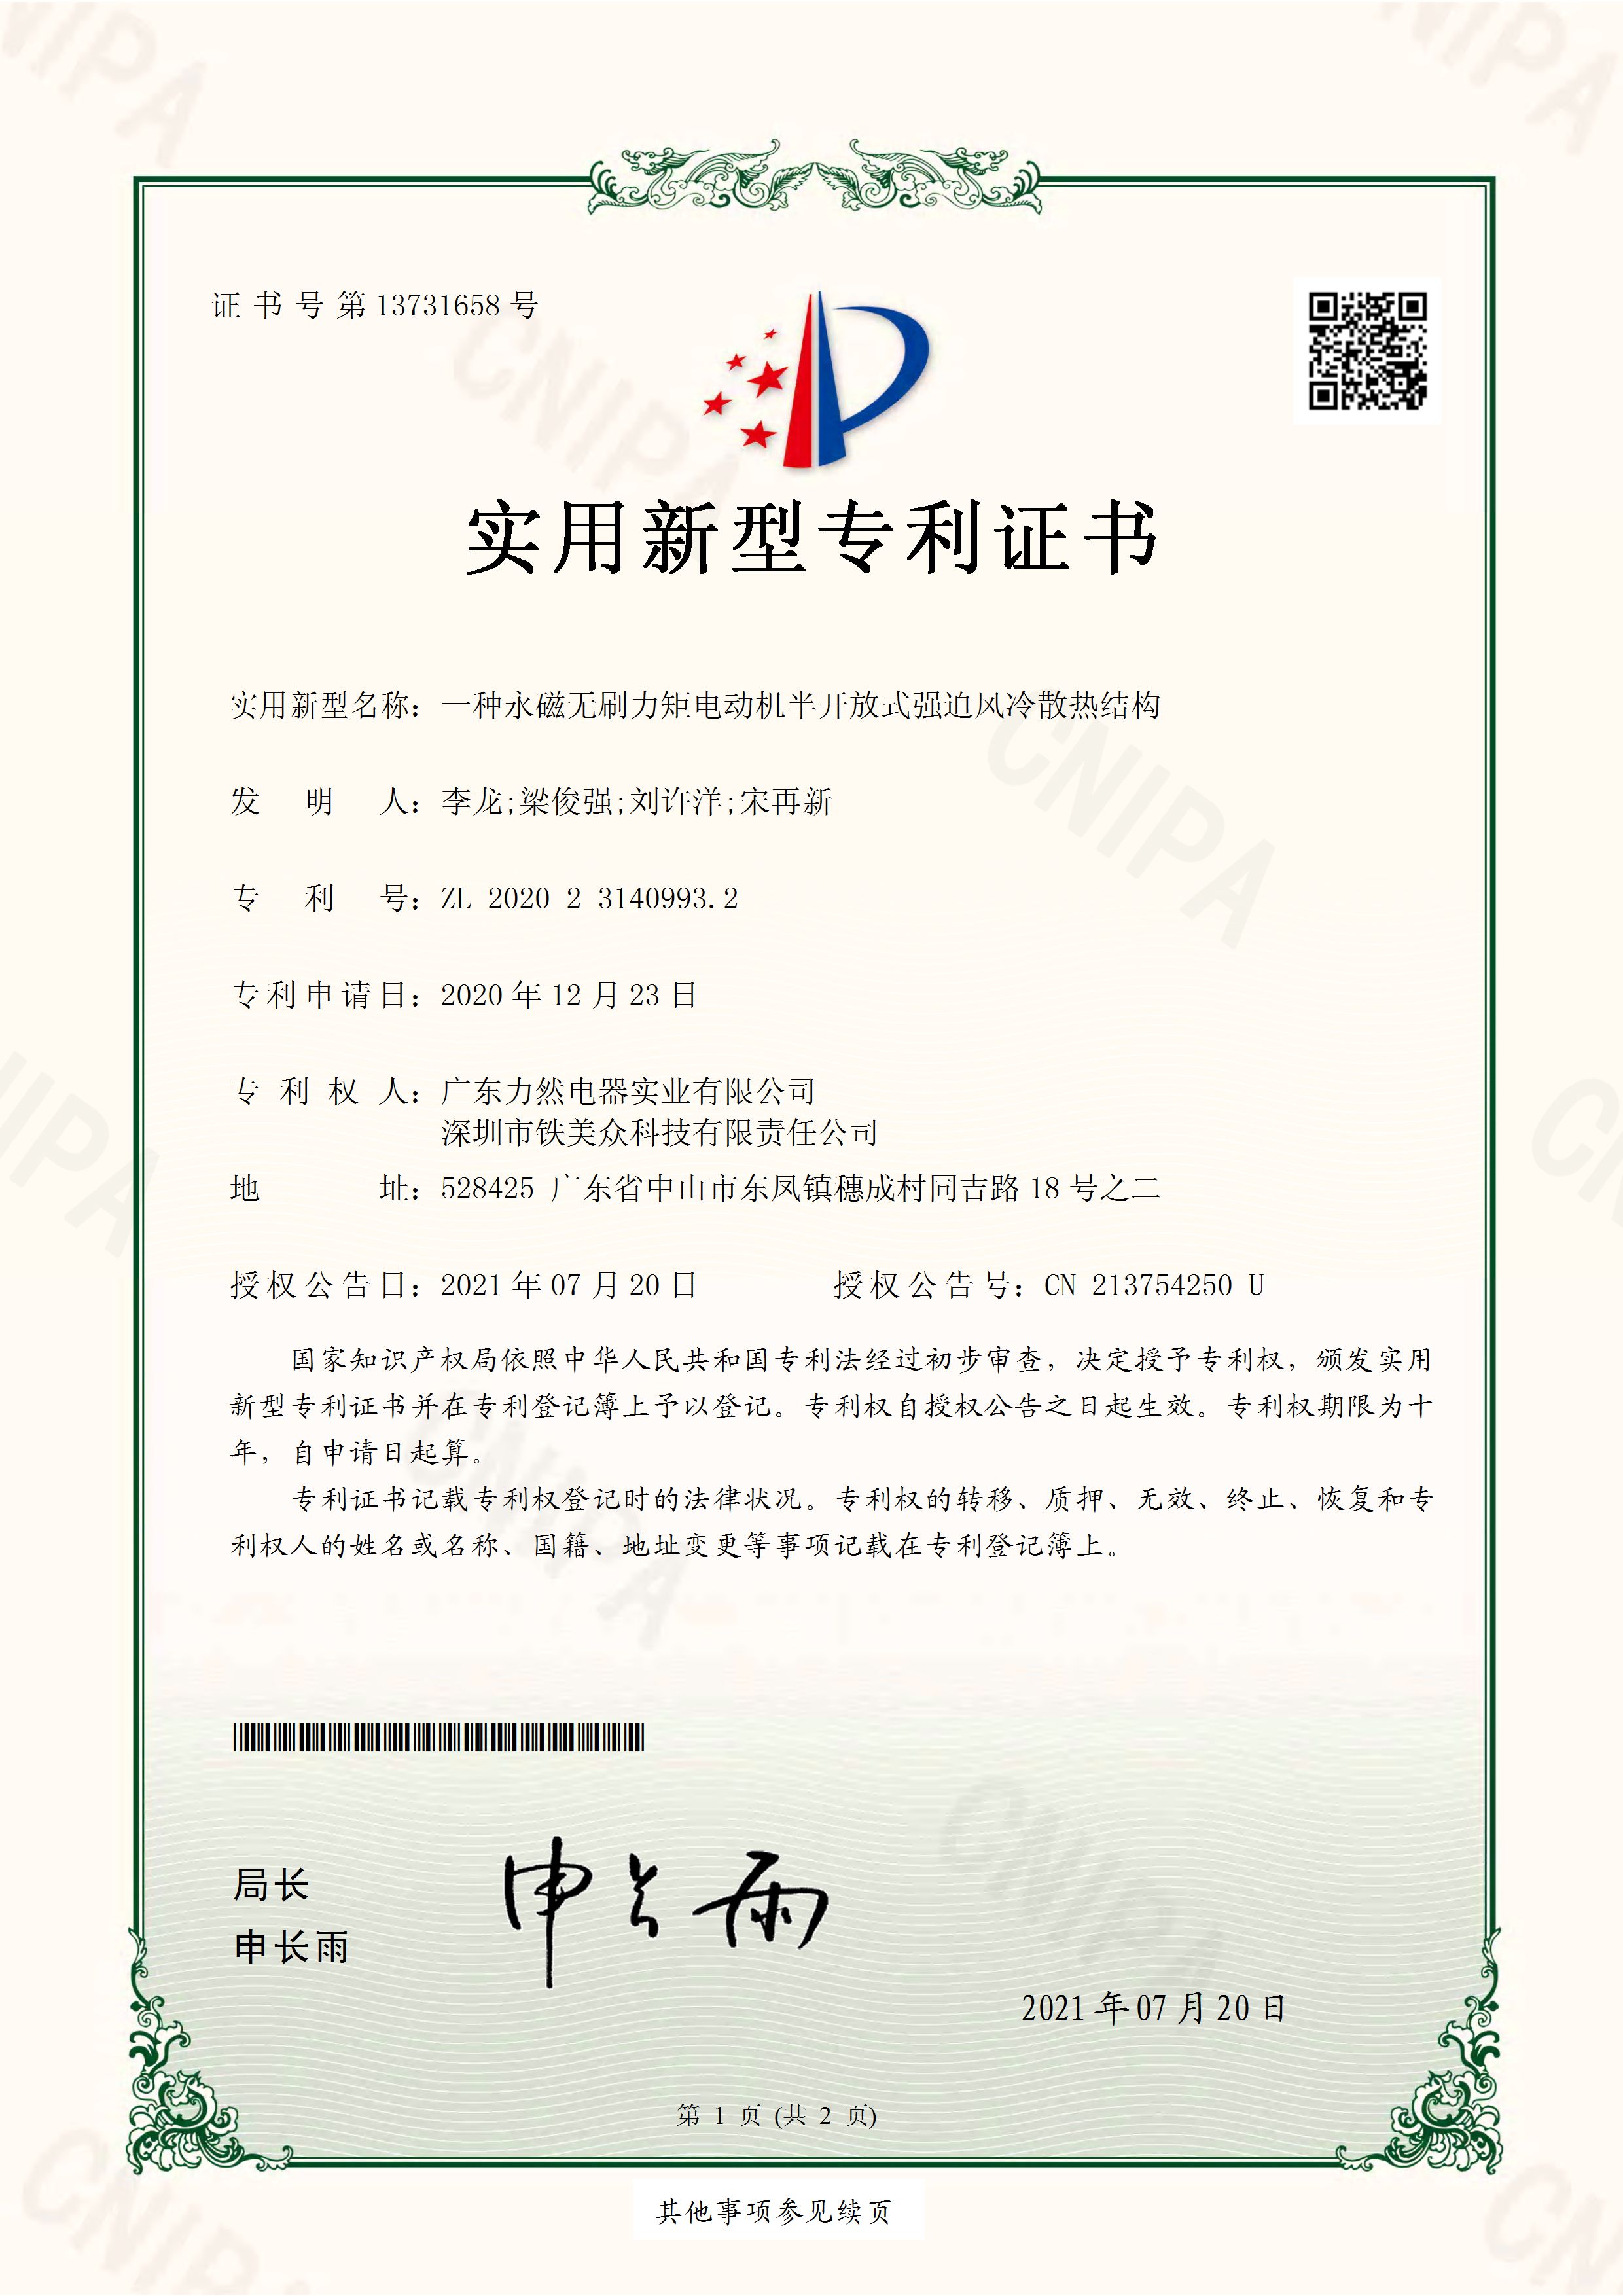 证书号第13731658号
实用新型专利证书
实用新型名称：一种永磁无刷力矩电动机半开放式强迫风冷散热结构
发明人：李龙;梁俊强;刘许洋;宋再新
专利号：ZL 2020 2 3140993.2
专利申请日：2020年12月23日
专利权人：广东力然电器实业有限公司
深圳市铁美众科技有限责任公司
地址：528425 广东省中山市东凤镇穗成村同吉路18号之二
授权公告日：2021年07月20日 授权公告号：CN 213754250 U
国家知识产权局依照中华人民共和国专利法经过初步审查，决定授予专利权，颁发实用
新型专利证书并在专利登记簿上予以登记。专利权自授权公告之日起生效。专利权期限为十
年，自申请日起算。
专利证书记载专利权登记时的法律状况。专利权的转移、质押、无效、终止、恢复和专
利权人的姓名或名称、国籍、地址变更等事项记载在专利登记簿上。
局长
申长雨
申长雨
2021年07月20日
第 1 页 (共 2 页)
其他事项参见续页
CNIPA
CNIPA
CNIPA
CNIPA
CNIPA
CNIPA